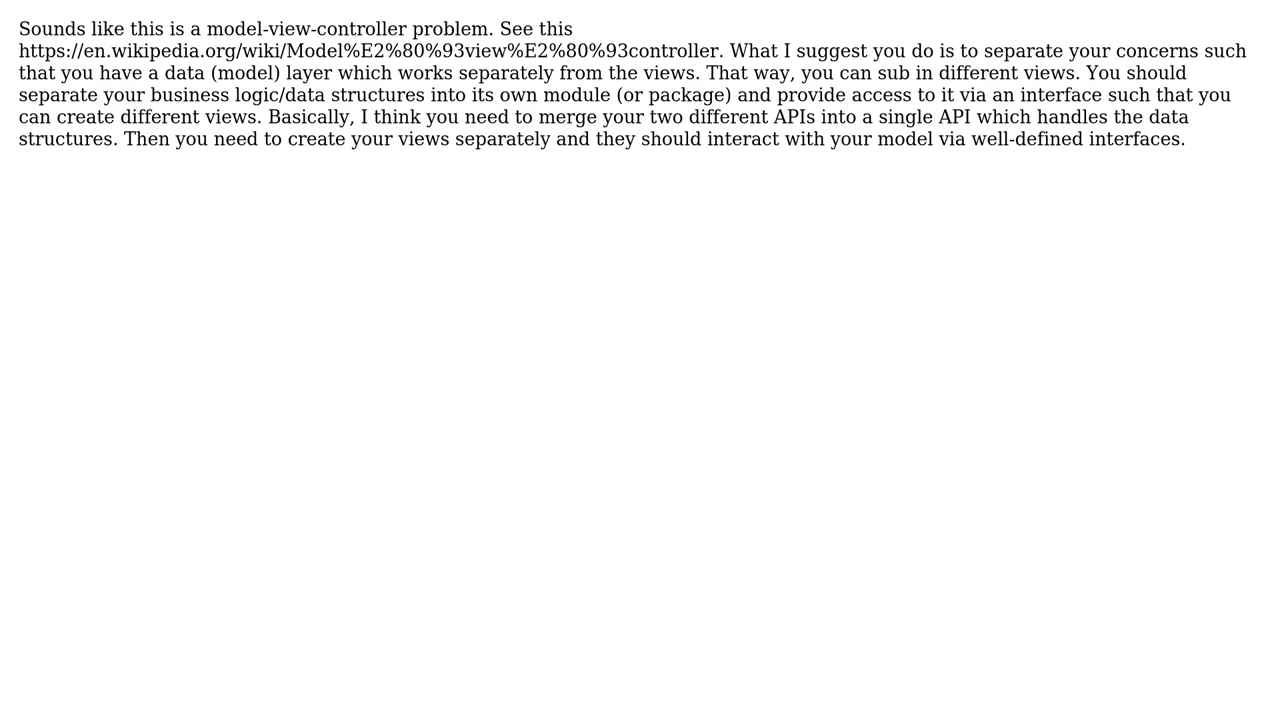 Sounds like this is a model-view-controller problem. See this
https://en.wikipedia.org/wiki/Model%E2%80%93view%E2%80%93controller. What I suggest you do is to separate your concerns such
that you have a data (model) layer which works separately from the views. That way, you can sub in different views. You should
separate your business logic/data structures into its own module (or package) and provide access to it via an interface such that you
can create different views. Basically, I think you need to merge your two different APIs into a single API which handles the data
structures. Then you need to create your views separately and they should interact with your model via well-defined interfaces.